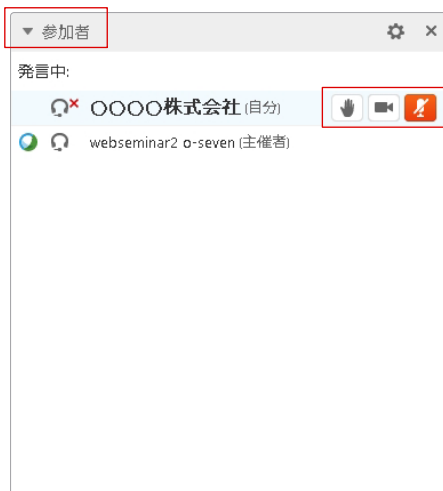 参加者
発言中:
〇〇〇〇株式会社 (自分)
webseminar2 o-seven (主催者)